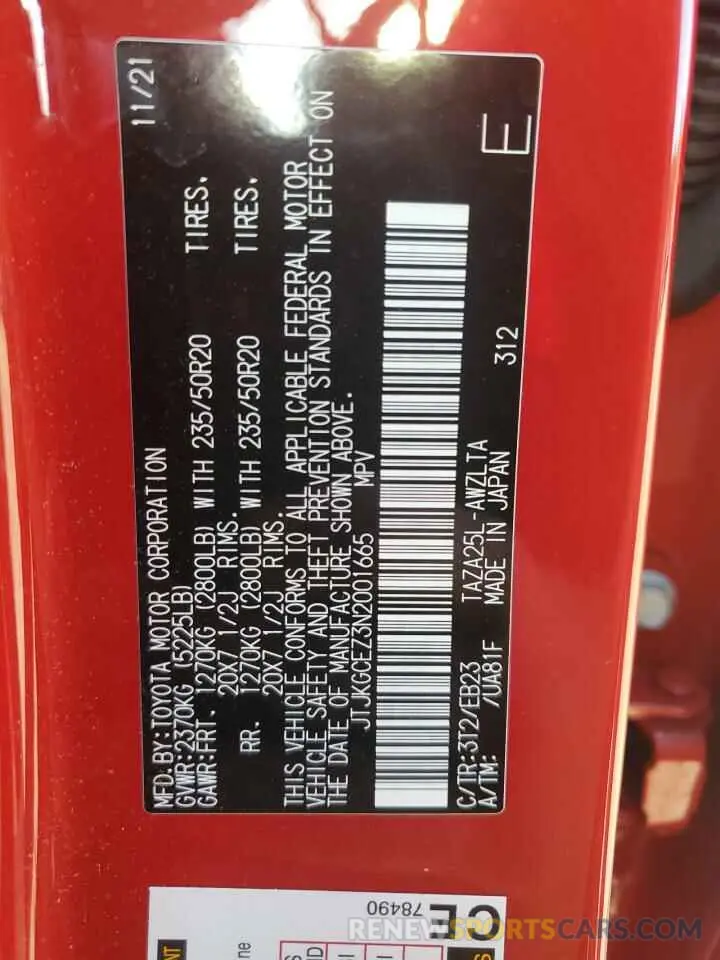 MFD.BY:TOYOTA MOTOR CORPORATION 11/21
GVWR:2370KG (5225LB)
GAWR:FRT. 1270KG (2800LB) WITH 235/50R20 TIRES.
20X7 1/2J RIMS.
RR. 1270KG (2800LB) WITH 235/50R20 TIRES.
20X7 1/2J RIMS.
THIS VEHICLE CONFORMS TO ALL APPLICABLE FEDERAL MOTOR
VEHICLE SAFETY AND THEFT PREVENTION STANDARDS IN EFFECT ON
THE DATE OF MANUFACTURE SHOWN ABOVE.
JTJKGCEZ3N2001665 MPV
C/TR:312/EB23 TAZA25L-AWZLTA
A/TM: /UA81F MADE IN JAPAN 312 E
78490
RENEWSPORTSCARS.COM